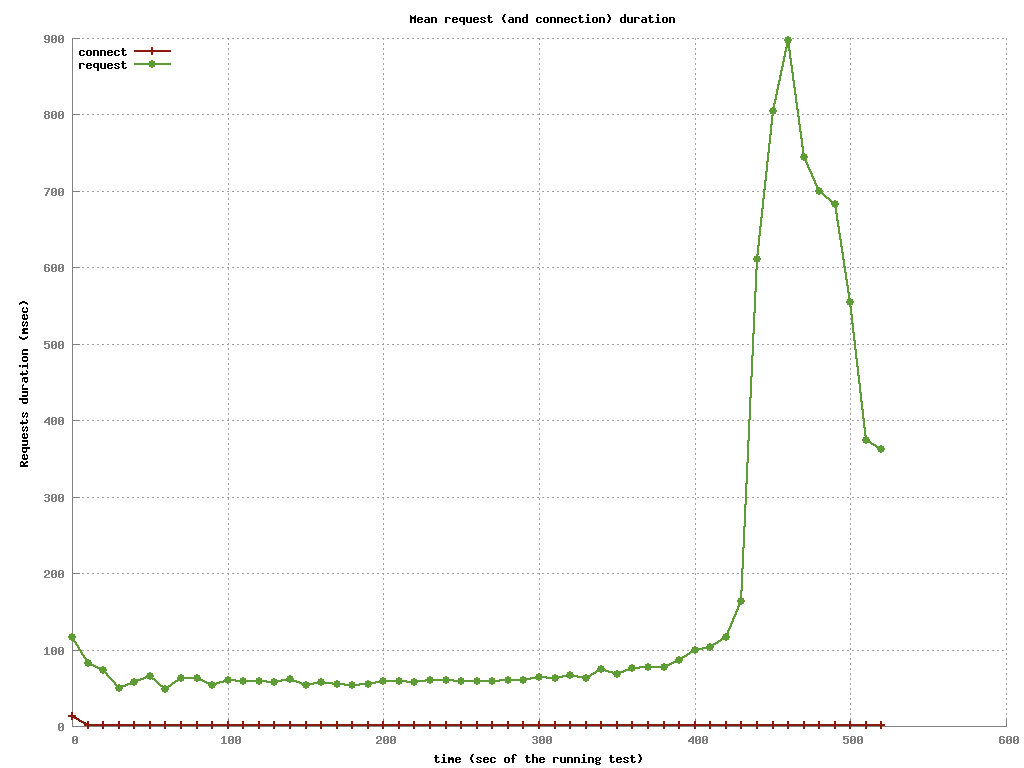 Mean request (and connection) duration
connect
request
900
800
700
600
500
400
300
200
100
0
Requests duration (msec)
0 100 200 300 400 500 600
time (sec of the running test)